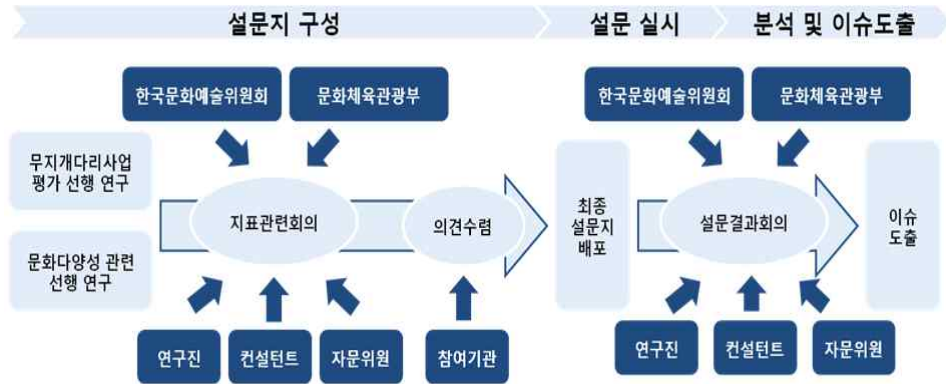 설문지 구성
설문 실시
분석 및 이슈도출
한국문화예술위원회
문화체육관광부
한국문화예술위원회
문화체육관광부
무지개다리사업
평가 선행 연구
문화다양성 관련
선행 연구
지표관련회의
의견수렴
최종
설문지
배포
설문결과회의
이슈
도출
연구진
컨설턴트
자문위원
참여기관
연구진
컨설턴트
자문위원